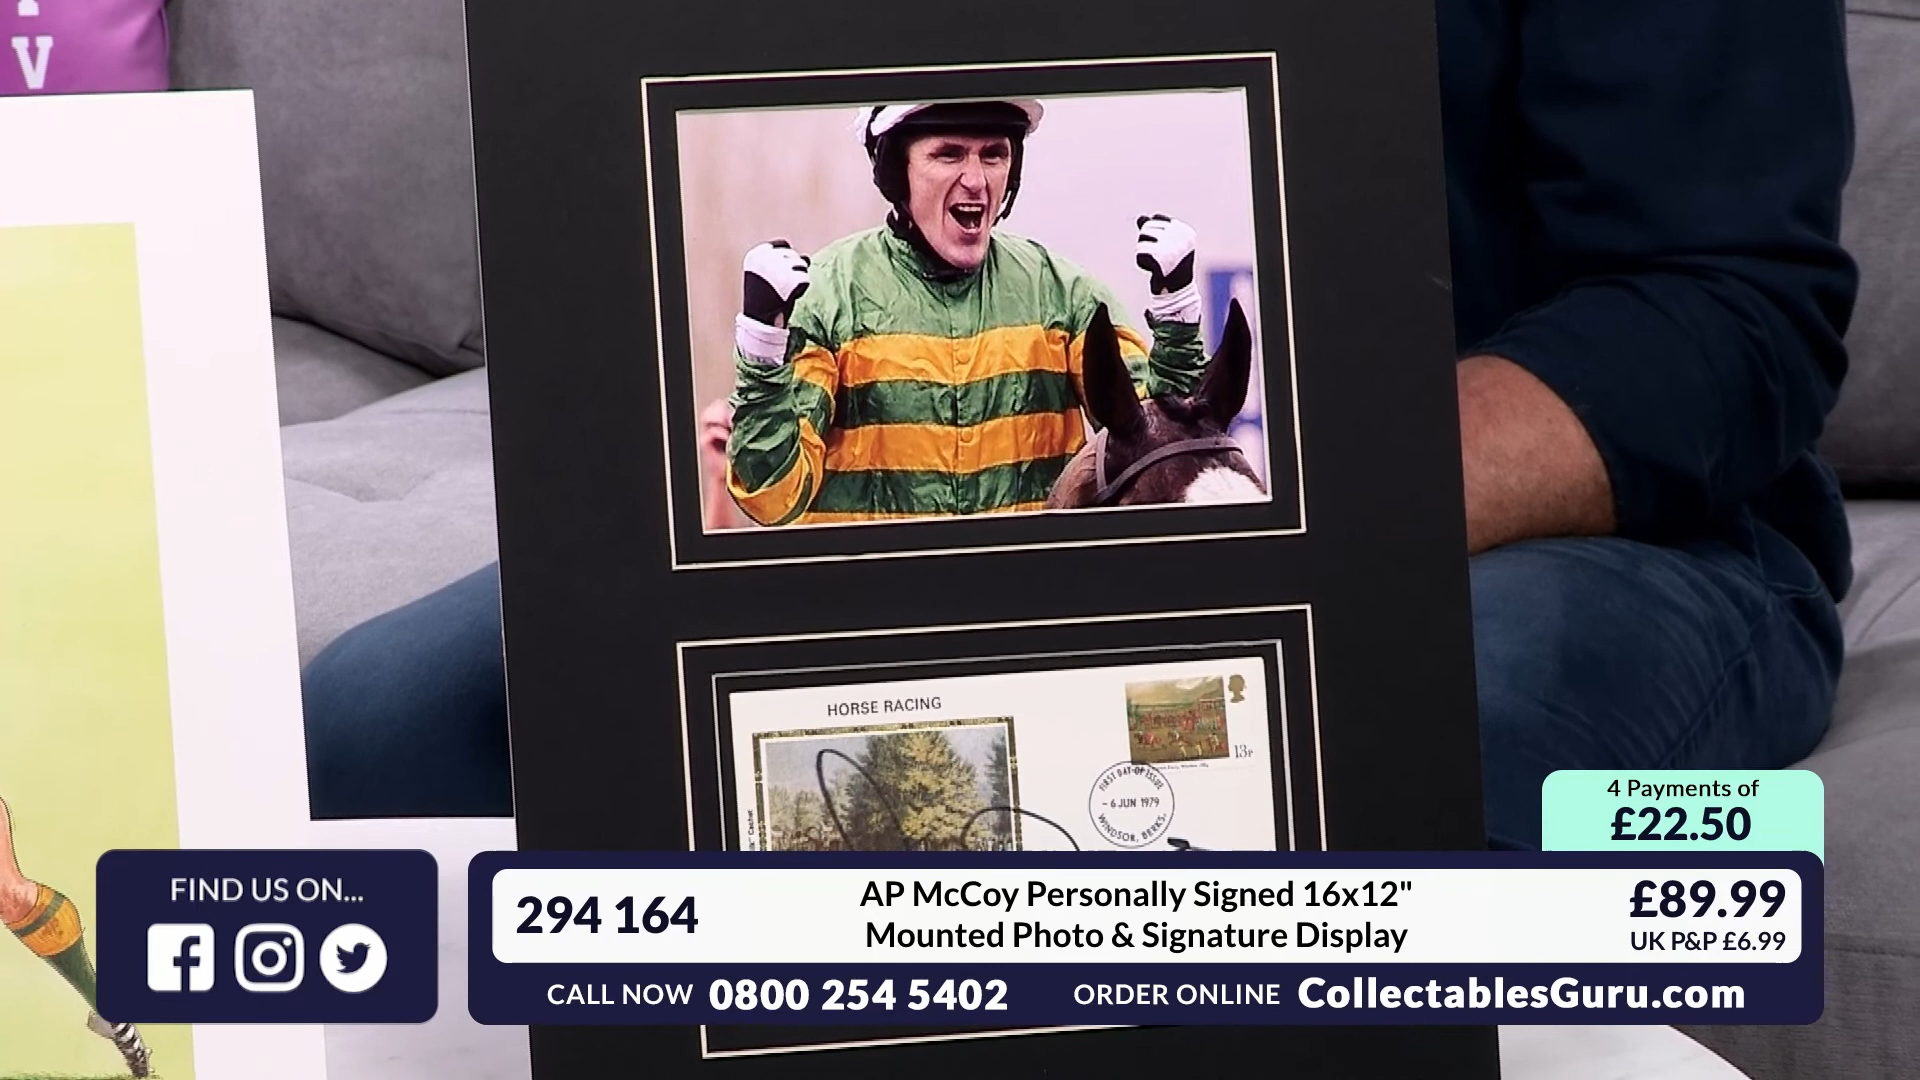 V
HORSE RACING
13P
FIRST DAY OF ISSUE
- 6 JUN 1979
WINDSOR, BERKS.
Cachet
4 Payments of
£22.50
FIND US ON...
294 164
AP McCoy Personally Signed 16x12"
Mounted Photo & Signature Display
£89.99
UK P&P £6.99
CALL NOW 0800 254 5402
ORDER ONLINE CollectablesGuru.com